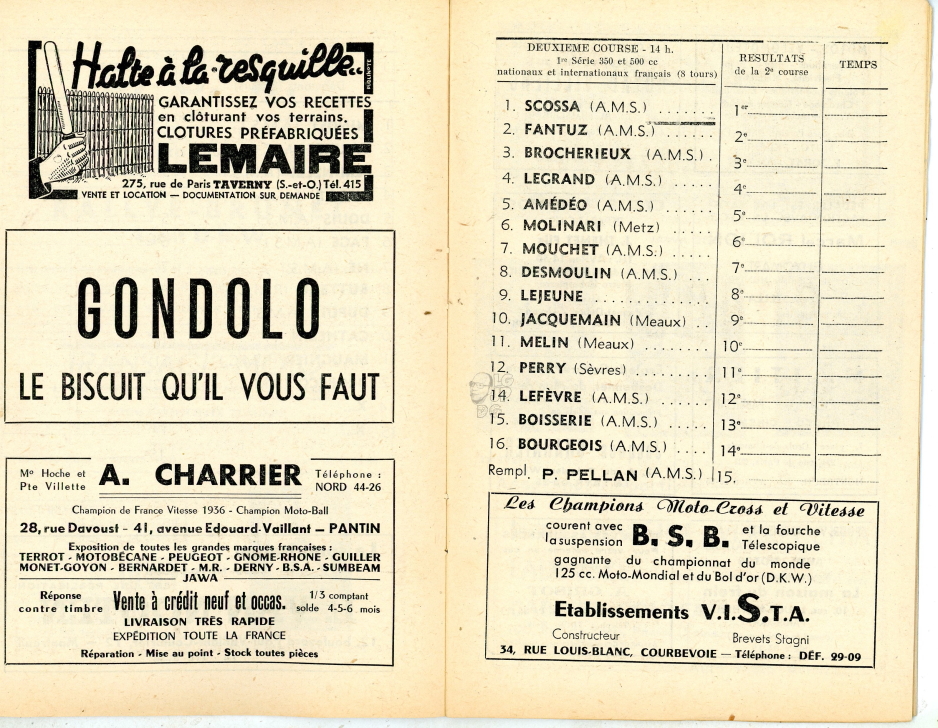 Halte à la resquille..
PUBLINOTE
GARANTISSEZ VOS RECETTES
en clôturant vos terrains.
CLOTURES PRÉFABRIQUÉES
LEMAIRE
275, rue de Paris TAVERNY (S.-et-O.) Tél. 415
VENTE ET LOCATION — DOCUMENTATION SUR DEMANDE
GONDOLO
LE BISCUIT QU'IL VOUS FAUT
Mo Hoche et
Pte Villette
A. CHARRIER
Téléphone :
NORD 44-26
Champion de France Vitesse 1936 - Champion Moto-Ball
28, rue Davoust - 41, avenue Edouard-Vaillant — PANTIN
Exposition de toutes les grandes marques françaises :
TERROT - MOTOBÉCANE - PEUGEOT - GNOME-RHONE - GUILLER
MONET-GOYON - BERNARDET - M.R. - DERNY - B.S.A. - SUMBEAM
JAWA
Réponse
contre timbre
Vente à crédit neuf et occas.
1/3 comptant
solde 4-5-6 mois
LIVRAISON TRÈS RAPIDE
EXPÉDITION TOUTE LA FRANCE
Réparation - Mise au point - Stock toutes pièces
DEUXIEME COURSE - 14 h.
1re Série 350 et 500 cc
nationaux et internationaux français (8 tours)
RESULTATS
de la 2e course
TEMPS
1. SCOSSA (A.M.S.) ...... 1er
2. FANTUZ (A.M.S.) ...... 2e
3. BROCHERIEUX (A.M.S.) . 3e
4. LEGRAND (A.M.S.) ..... 4e
5. AMÉDÉO (A.M.S.) ..... 5e
6. MOLINARI (Metz) ..... 6e
7. MOUCHET (A.M.S.) ..... 7e
8. DESMOULIN (A.M.S.) .... 8e
9. LEJEUNE ............ 9e
10. JACQUEMAIN (Meaux) .. 10e
11. MELIN (Meaux) ........ 11e
12. PERRY (Sèvres) ....... 12e
14. LEFÈVRE (A.M.S.) ..... 13e
15. BOISSERIE (A.M.S.) ..... 14e
16. BOURGEOIS (A.M.S.) ....
Rempl. P. PELLAN (A.M.S.) 15.
Les Champions Moto-Cross et Vitesse
courent avec
la suspension
B. S. B.
et la fourche
Télescopique
gagnante du championnat du monde
125 cc. Moto-Mondial et du Bol d'or (D.K.W.)
Etablissements V.I.S.T.A.
Constructeur
Brevets Stagni
34, RUE LOUIS-BLANC, COURBEVOIE — Téléphone : DÉF. 29-09